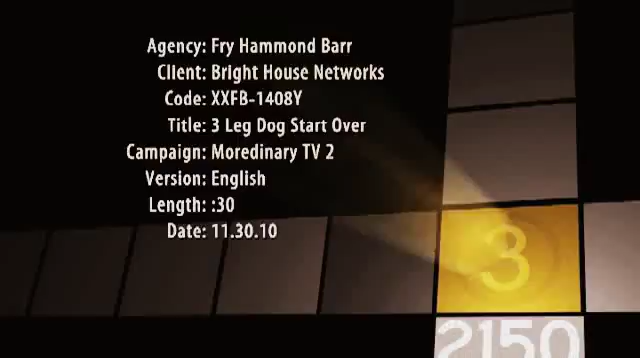 Agency: Fry Hammond Barr
Client: Bright House Networks
Code: XXFB-1408Y
Title: 3 Leg Dog Start Over
Campaign: Moredinary TV 2
Version: English
Length: :30
Date: 11.30.10
3
2150